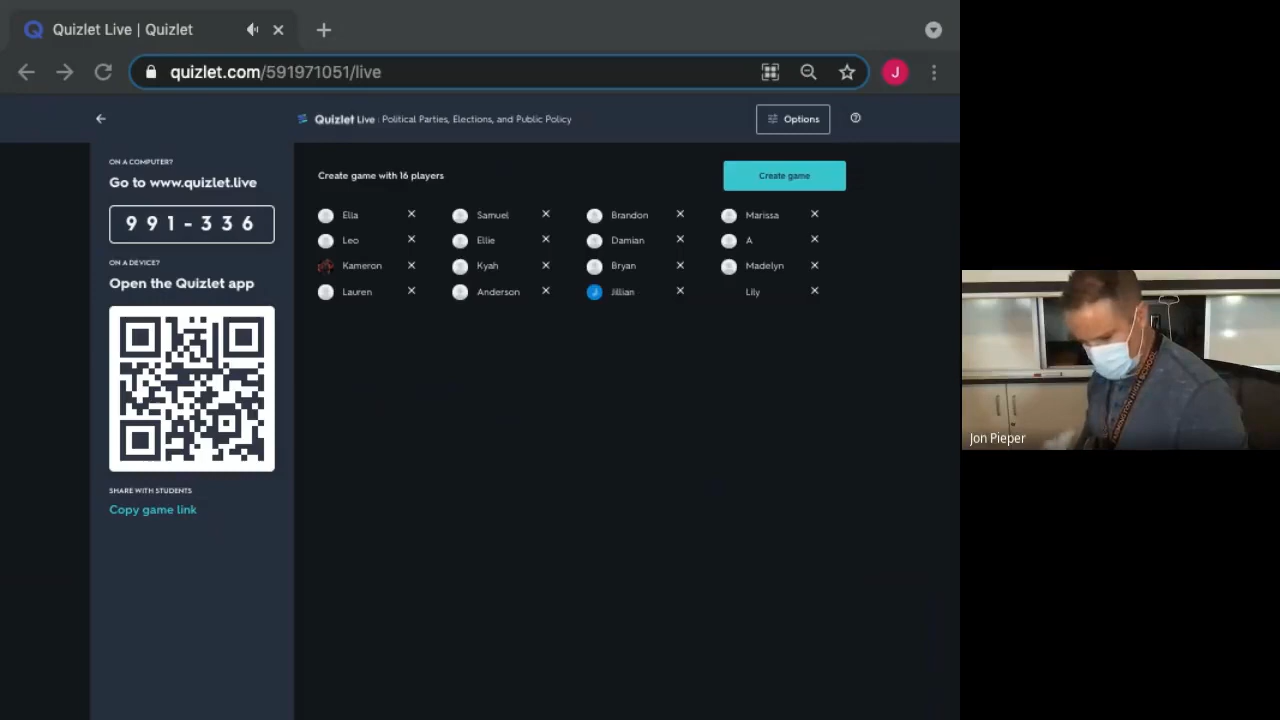 Quizlet Live | Quizlet
quizlet.com/591971051/live
J
Quizlet Live : Political Parties, Elections, and Public Policy
Options
ON A COMPUTER?
Go to www.quizlet.live
991-336
ON A DEVICE?
Open the Quizlet app
SHARE WITH STUDENTS
Copy game link
Create game with 16 players
Create game
Ella
Samuel
Brandon
Marissa
Leo
Ellie
Damian
A
Kameron
Kyah
Bryan
Madelyn
Lauren
Anderson
J
Jillian
Lily
HIGH SCHOOL
Jon Pieper